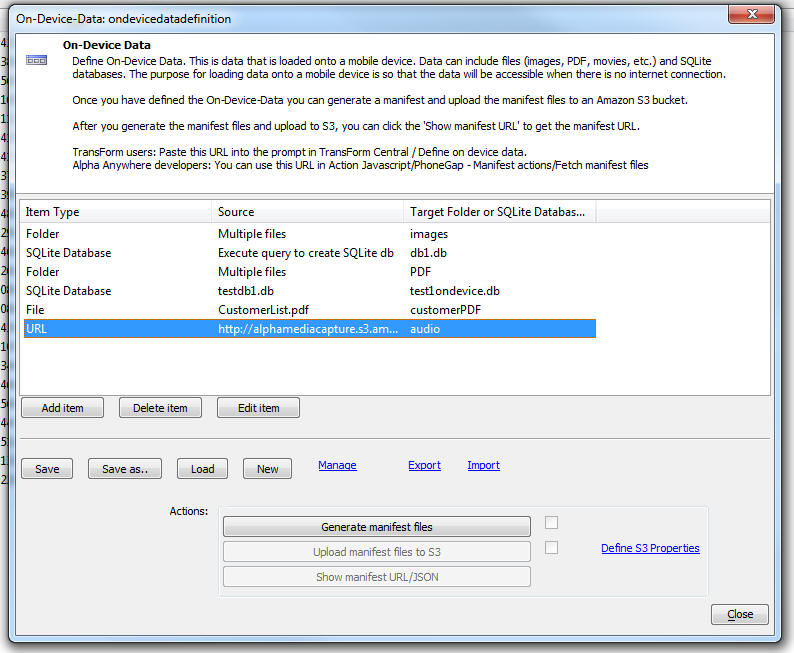 On-Device-Data: ondevicedatadefinition
On-Device Data
Define On-Device Data. This is data that is loaded onto a mobile device. Data can include files (images, PDF, movies, etc.) and SQLite
databases. The purpose for loading data onto a mobile device is so that the data will be accessible when there is no internet connection.
Once you have defined the On-Device-Data you can generate a manifest and upload the manifest files to an Amazon S3 bucket.
After you generate the manifest files and upload to S3, you can click the 'Show manifest URL' to get the manifest URL.
TransForm users: Paste this URL into the prompt in TransForm Central / Define on device data.
Alpha Anywhere developers: You can use this URL in Action Javascript/PhoneGap - Manifest actions/Fetch manifest files
Item Type Source Target Folder or SQLite Databas...
Folder Multiple files images
SQLite Database Execute query to create SQLite db db1.db
Folder Multiple files PDF
SQLite Database testdb1.db test1ondevice.db
File CustomerList.pdf customerPDF
URL http://alphamediacapture.s3.am... audio
Add item Delete item Edit item
Save Save as.. Load New Manage Export Import
Actions:
Generate manifest files
Upload manifest files to S3 Define S3 Properties
Show manifest URL/JSON
Close